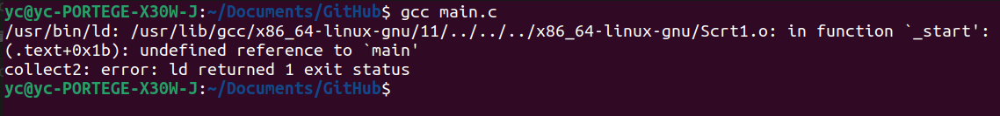 yc@yc-PORTEGE-X30W-J:~/Documents/GitHub$ gcc main.c
/usr/bin/ld: /usr/lib/gcc/x86_64-linux-gnu/11/../../../x86_64-linux-gnu/Scrt1.o: in function `_start':
(.text+0x1b): undefined reference to `main'
collect2: error: ld returned 1 exit status
yc@yc-PORTEGE-X30W-J:~/Documents/GitHub$